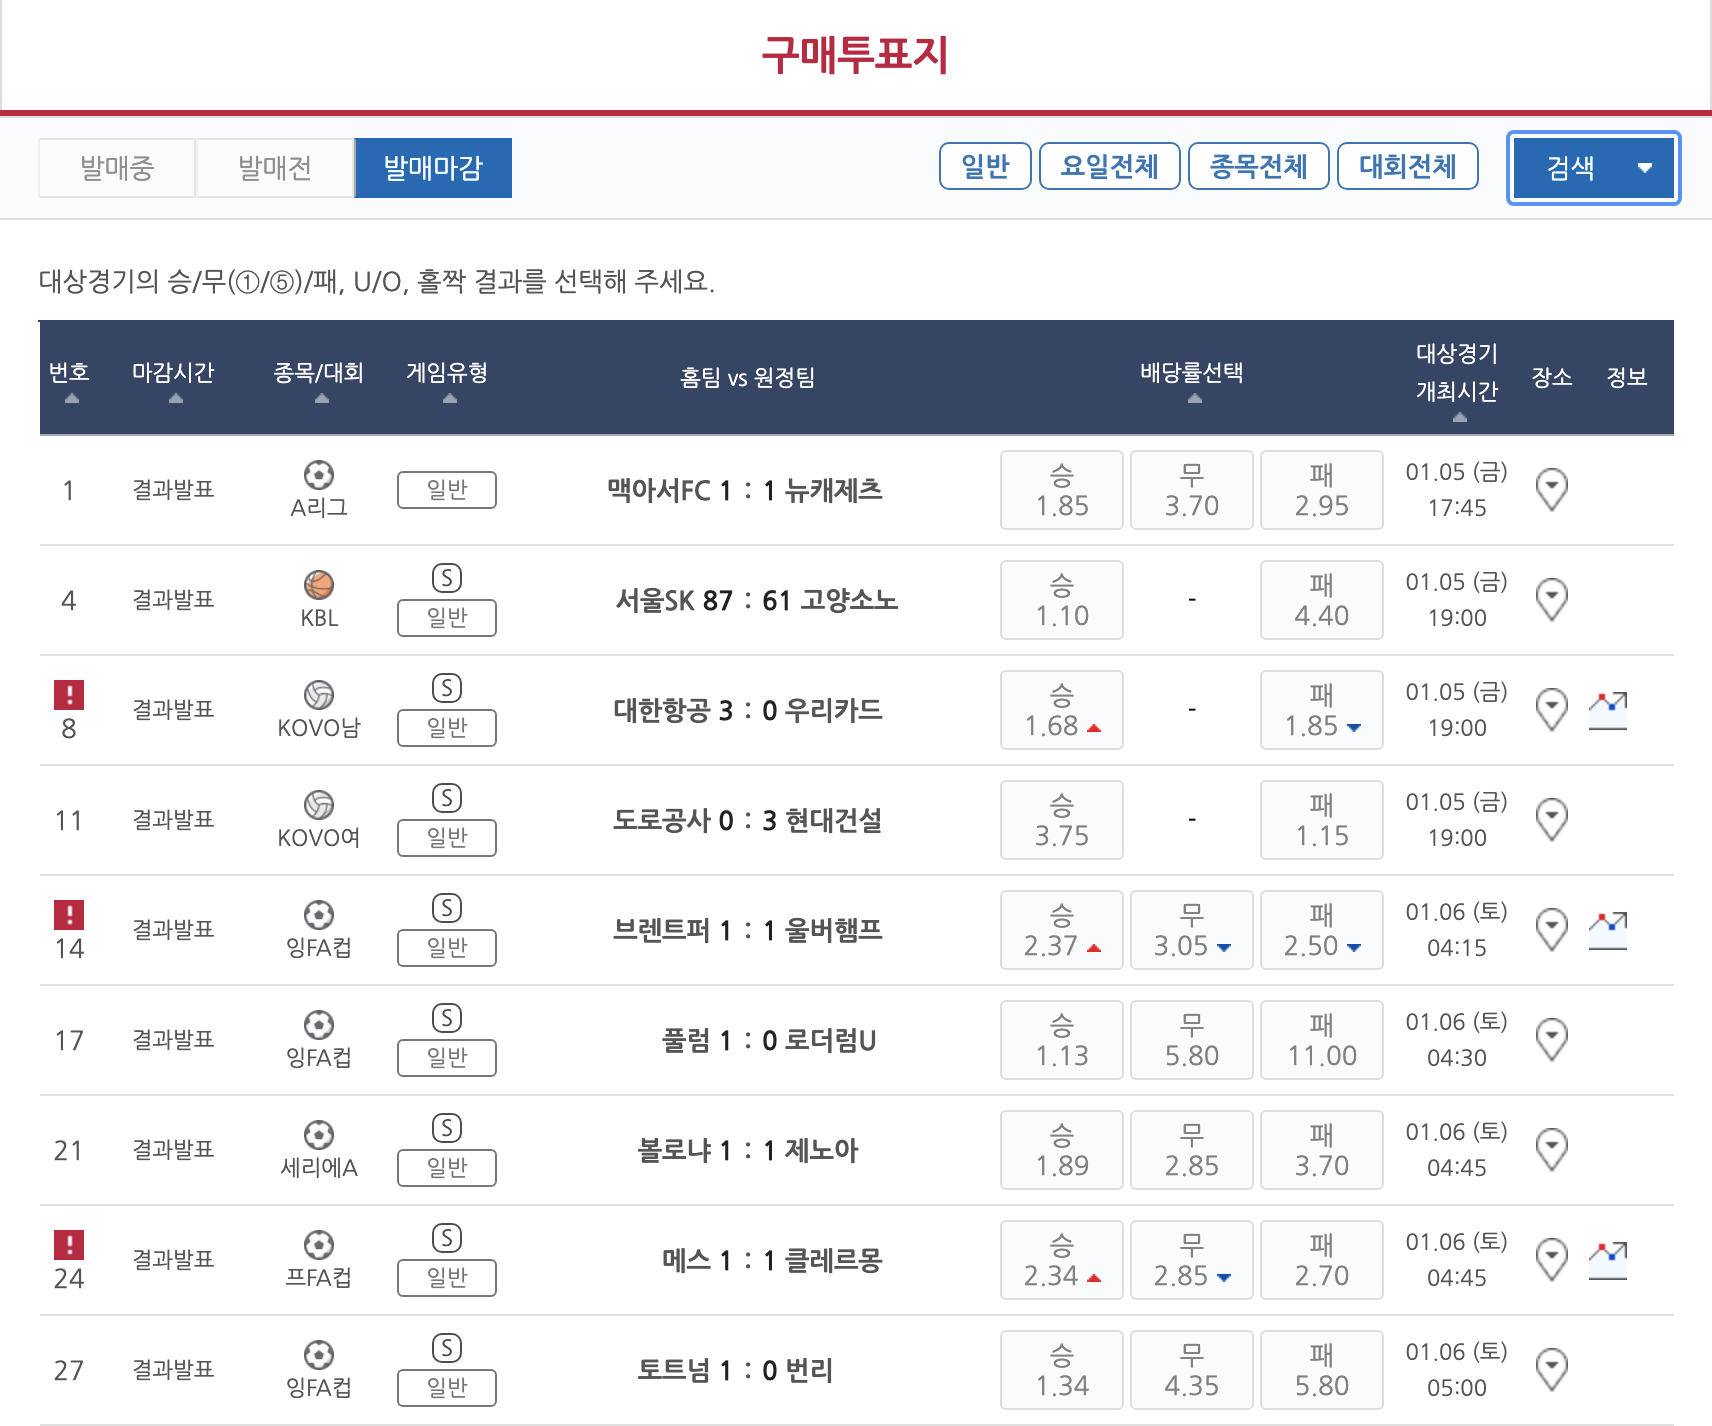 구매투표지
발매중 발매전 발매마감 일반 요일전체 종목전체 대회전체 검색
대상경기의 승/무(①/⑤)/패, U/O, 홀짝 결과를 선택해 주세요.
번호 마감시간 종목/대회 게임유형 홈팀 vs 원정팀 배당률선택 대상경기 개최시간 장소 정보
1 결과발표 A리그 일반 맥아서FC 1 : 1 뉴캐제츠 승 1.85 무 3.70 패 2.95 01.05 (금) 17:45
4 결과발표 KBL S 일반 서울SK 87 : 61 고양소노 승 1.10 - 패 4.40 01.05 (금) 19:00
! 8 결과발표 KOVO남 S 일반 대한항공 3 : 0 우리카드 승 1.68 - 패 1.85 01.05 (금) 19:00
11 결과발표 KOVO여 S 일반 도로공사 0 : 3 현대건설 승 3.75 - 패 1.15 01.05 (금) 19:00
! 14 결과발표 잉FA컵 S 일반 브렌트퍼 1 : 1 울버햄프 승 2.37 무 3.05 패 2.50 01.06 (토) 04:15
17 결과발표 잉FA컵 S 일반 풀럼 1 : 0 로더럼U 승 1.13 무 5.80 패 11.00 01.06 (토) 04:30
21 결과발표 세리에A S 일반 볼로냐 1 : 1 제노아 승 1.89 무 2.85 패 3.70 01.06 (토) 04:45
! 24 결과발표 프FA컵 S 일반 메스 1 : 1 클레르몽 승 2.34 무 2.85 패 2.70 01.06 (토) 04:45
27 결과발표 잉FA컵 S 일반 토트넘 1 : 0 번리 승 1.34 무 4.35 패 5.80 01.06 (토) 05:00